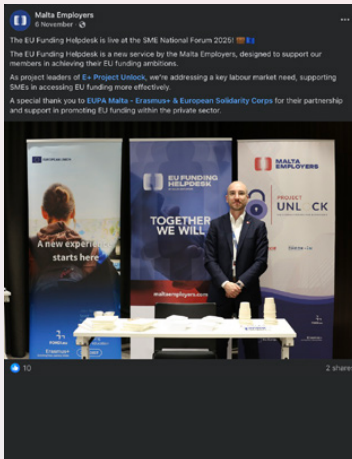 Malta Employers
6 November ·
The EU Funding Helpdesk is live at the SME National Forum 2025!
The EU Funding Helpdesk is a new service by the Malta Employers, designed to support our
members in achieving their EU funding ambitions.
As project leaders of E+ Project Unlock, we're addressing a key labour market need, supporting
SMEs in accessing EU funding more effectively.
A special thank you to EUPA Malta - Erasmus+ & European Solidarity Corps for their partnership
and support in promoting EU funding within the private sector.
EUROPEAN UNION
A new experience
starts here
Erasmus+
EU FUNDING
HELPDESK
TOGETHER
WE WILL
maltaemployers.com
MALTA
EMPLOYERS
PROJECT
UNL CK
10
2 shares